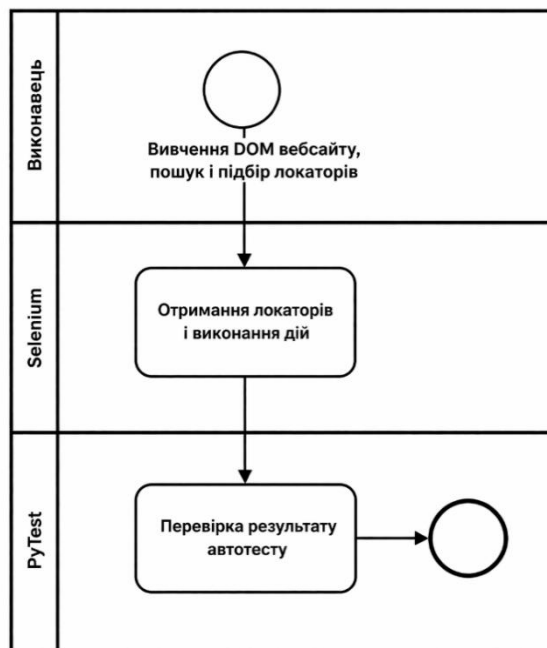 Виконавець
Вивчення DOM вебсайту,
пошук і підбір локаторів
Selenium
Отримання локаторів
і виконання дій
PyTest
Перевірка результату
автотесту